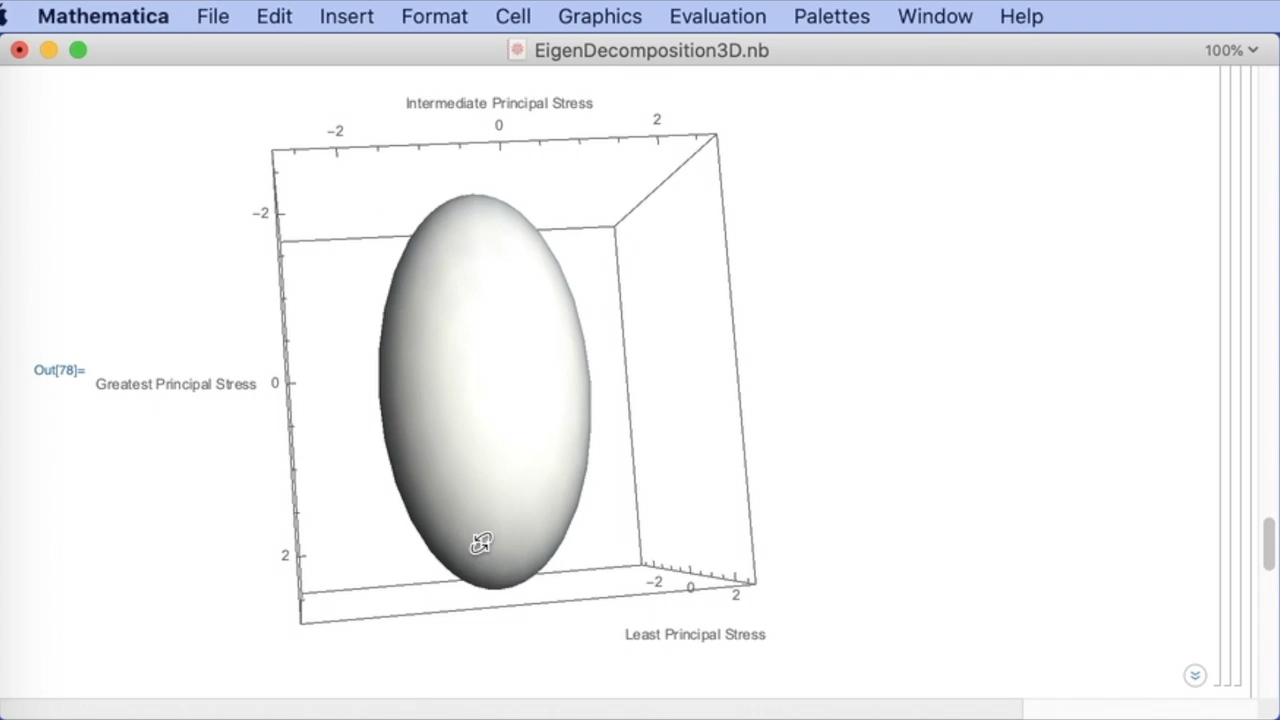 Mathematica File Edit Insert Format Cell Graphics Evaluation Palettes Window Help
EigenDecomposition3D.nb 100%
Intermediate Principal Stress
−2 0 2
−2
Out[78]=
Greatest Principal Stress 0
2
−2 0 2
Least Principal Stress